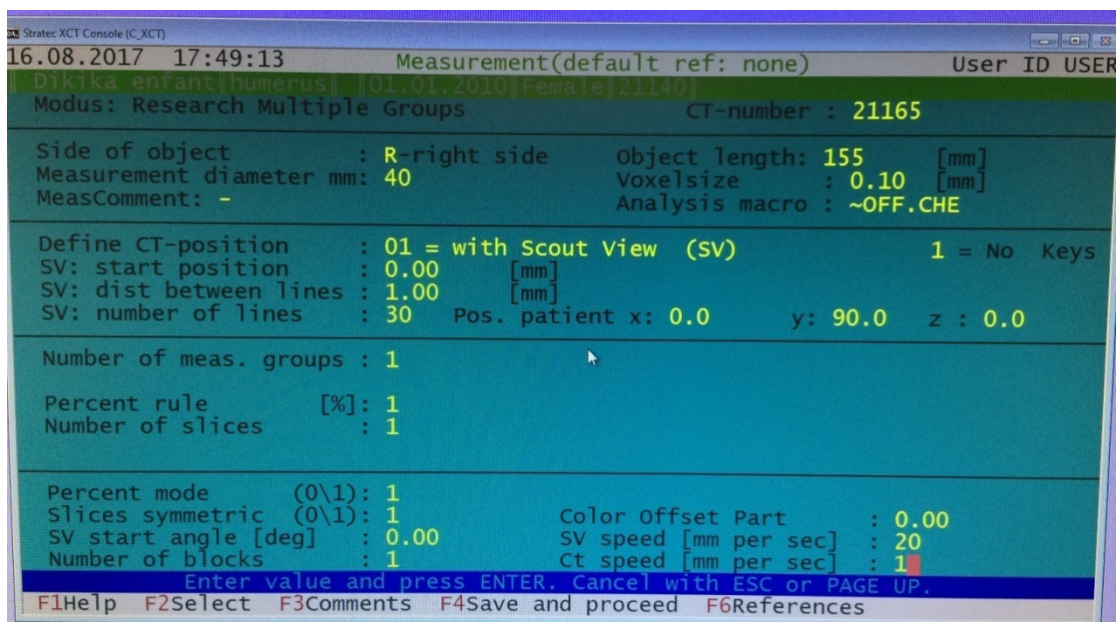 Stratec XCT Console (C_XCT)
16.08.2017 17:49:13 Measurement(default ref: none) User ID USER
Dikika enfant humerus 01.01.2010 Female 21140
Modus: Research Multiple Groups CT-number : 21165
Side of object : R-right side Object length: 155 [mm]
Measurement diameter mm: 40 Voxelsize : 0.10 [mm]
MeasComment: - Analysis macro : ~OFF.CHE
Define CT-position : 01 = with Scout View (SV) 1 = No Keys
SV: start position : 0.00 [mm]
SV: dist between lines : 1.00 [mm]
SV: number of lines : 30 Pos. patient x: 0.0 y: 90.0 z : 0.0
Number of meas. groups : 1
Percent rule [%]: 1
Number of slices : 1
Percent mode (0\1): 1
Slices symmetric (0\1): 1 Color Offset Part : 0.00
SV start angle [deg] : 0.00 SV speed [mm per sec] : 20
Number of blocks : 1 Ct speed [mm per sec] : 1
Enter value and press ENTER. Cancel with ESC or PAGE UP.
F1Help F2Select F3Comments F4Save and proceed F6References